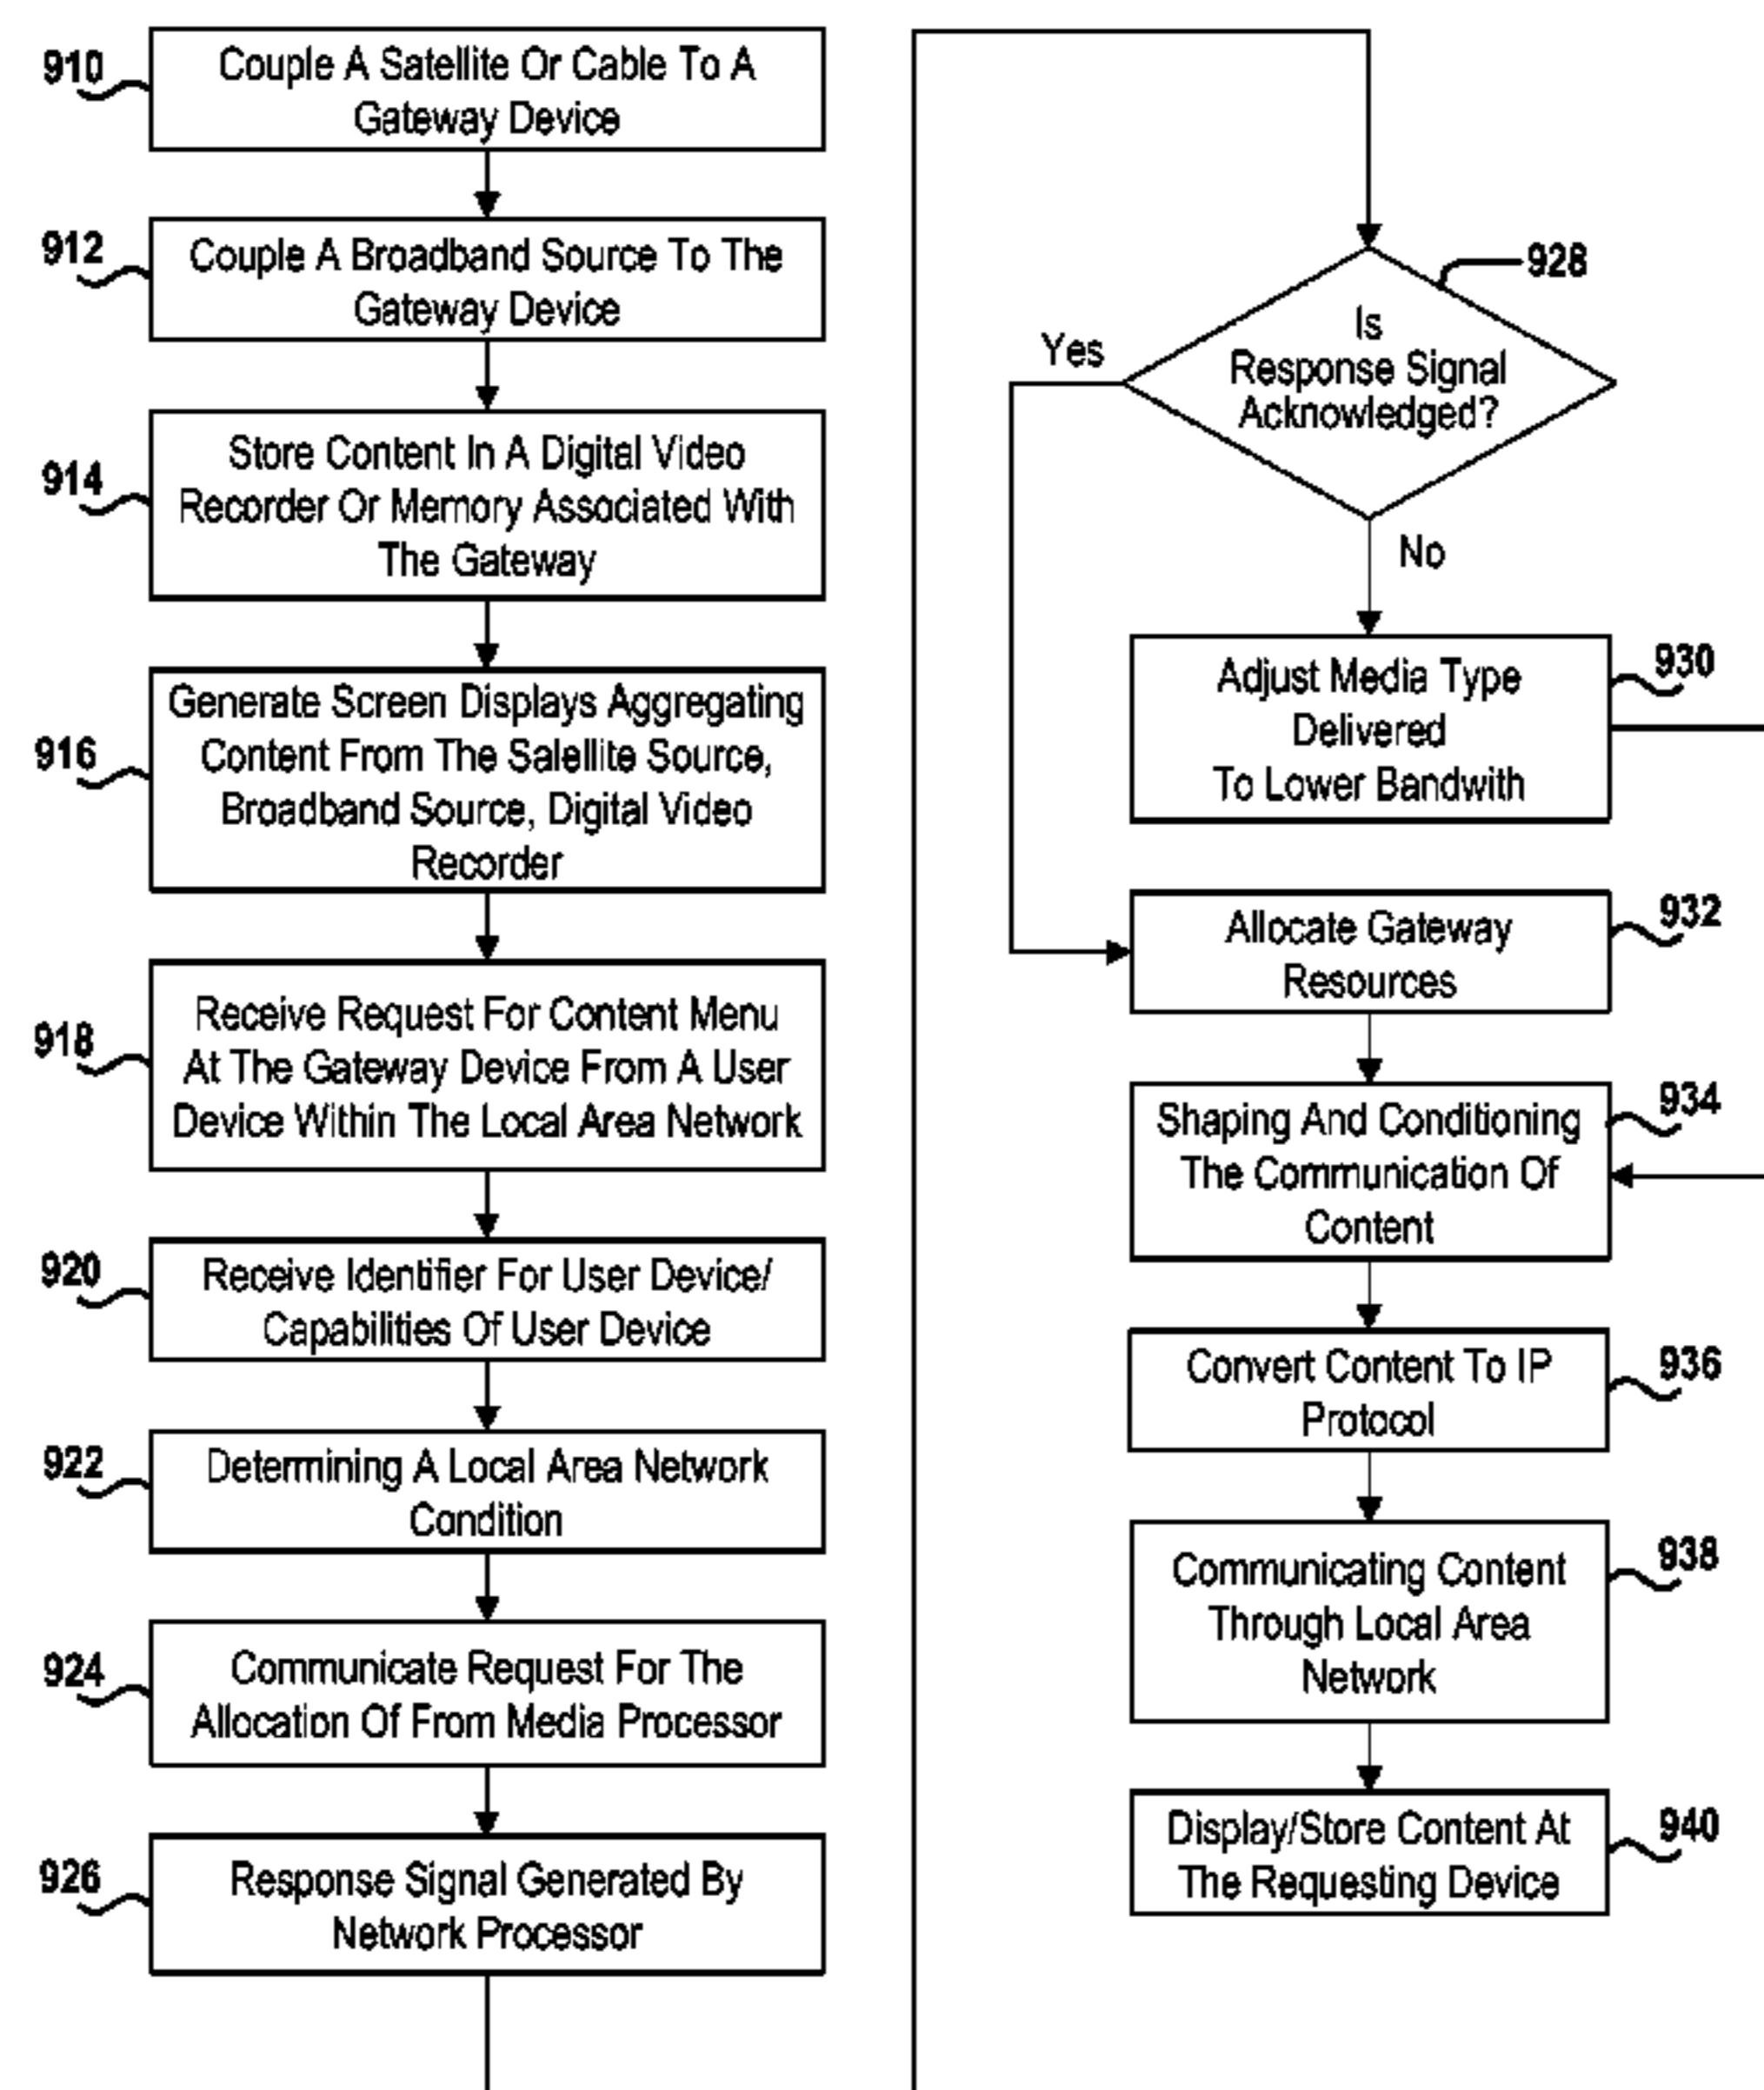 910
Couple A Satellite Or Cable To A
Gateway Device
912
Couple A Broadband Source To The
Gateway Device
914
Store Content In A Digital Video
Recorder Or Memory Associated With
The Gateway
916
Generate Screen Displays Aggregating
Content From The Salellite Source,
Broadband Source, Digital Video
Recorder
918
Receive Request For Content Menu
At The Gateway Device From A User
Device Within The Local Area Network
920
Receive Identifier For User Device/
Capabilities Of User Device
922
Determining A Local Area Network
Condition
924
Communicate Request For The
Allocation Of From Media Processor
926
Response Signal Generated By
Network Processor
928
Is
Response Signal
Acknowledged?
Yes
No
930
Adjust Media Type
Delivered
To Lower Bandwith
932
Allocate Gateway
Resources
934
Shaping And Conditioning
The Communication Of
Content
936
Convert Content To IP
Protocol
938
Communicating Content
Through Local Area
Network
940
Display/Store Content At
The Requesting Device